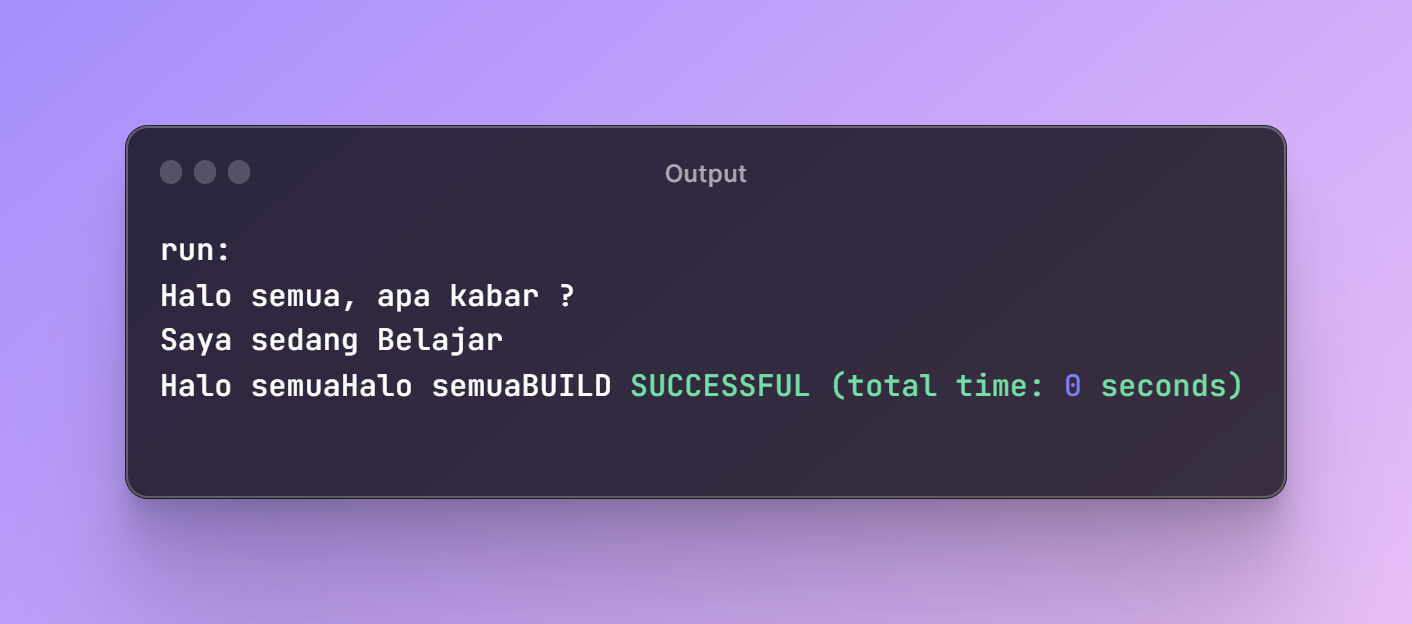 Output
run:
Halo semua, apa kabar ?
Saya sedang Belajar
Halo semuaHalo semuaBUILD SUCCESSFUL (total time: 0 seconds)